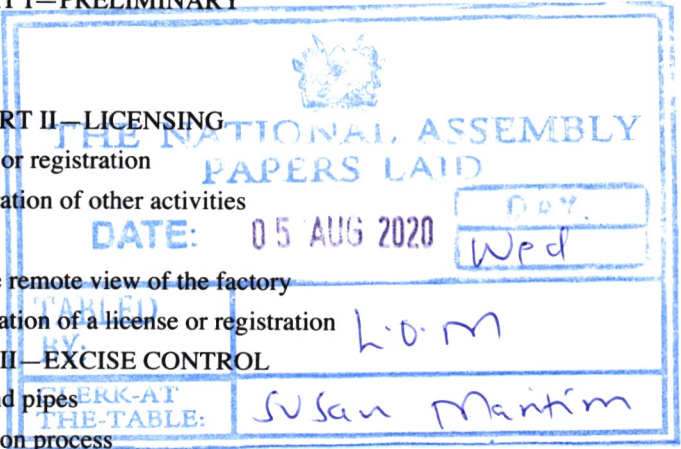 I—PRELIMINARY
RT II—LICENSING
THE NATIONAL ASSEMBLY
or registration
PAPERS LAID
ation of other activities
DAY.
DATE: 05 AUG 2020
Wed
remote view of the factory
TABLED
ation of a license or registration
BY:
L.O.M
II—EXCISE CONTROL
nd pipes
CLERK-AT
THE-TABLE:
Susan Maritim
on process